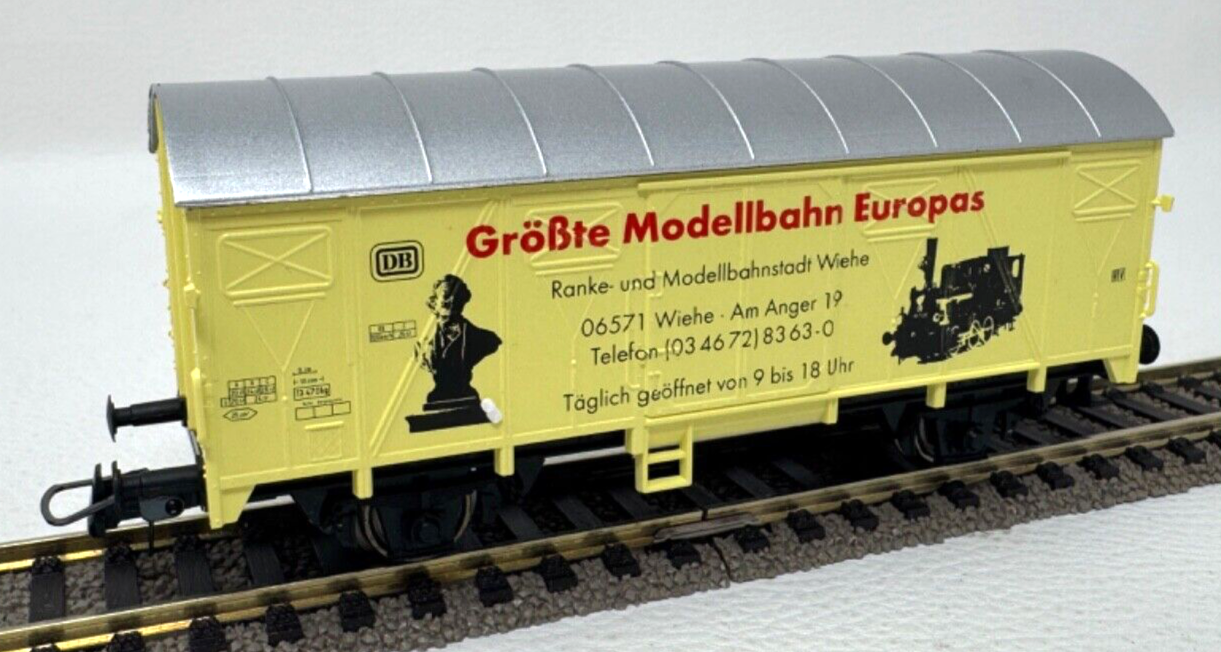 Größte Modellbahn Europas
DB
Ranke- und Modellbahnstadt Wiehe
06571 Wiehe · Am Anger 19
Telefon (03 46 72) 83 63-0
Täglich geöffnet von 9 bis 18 Uhr